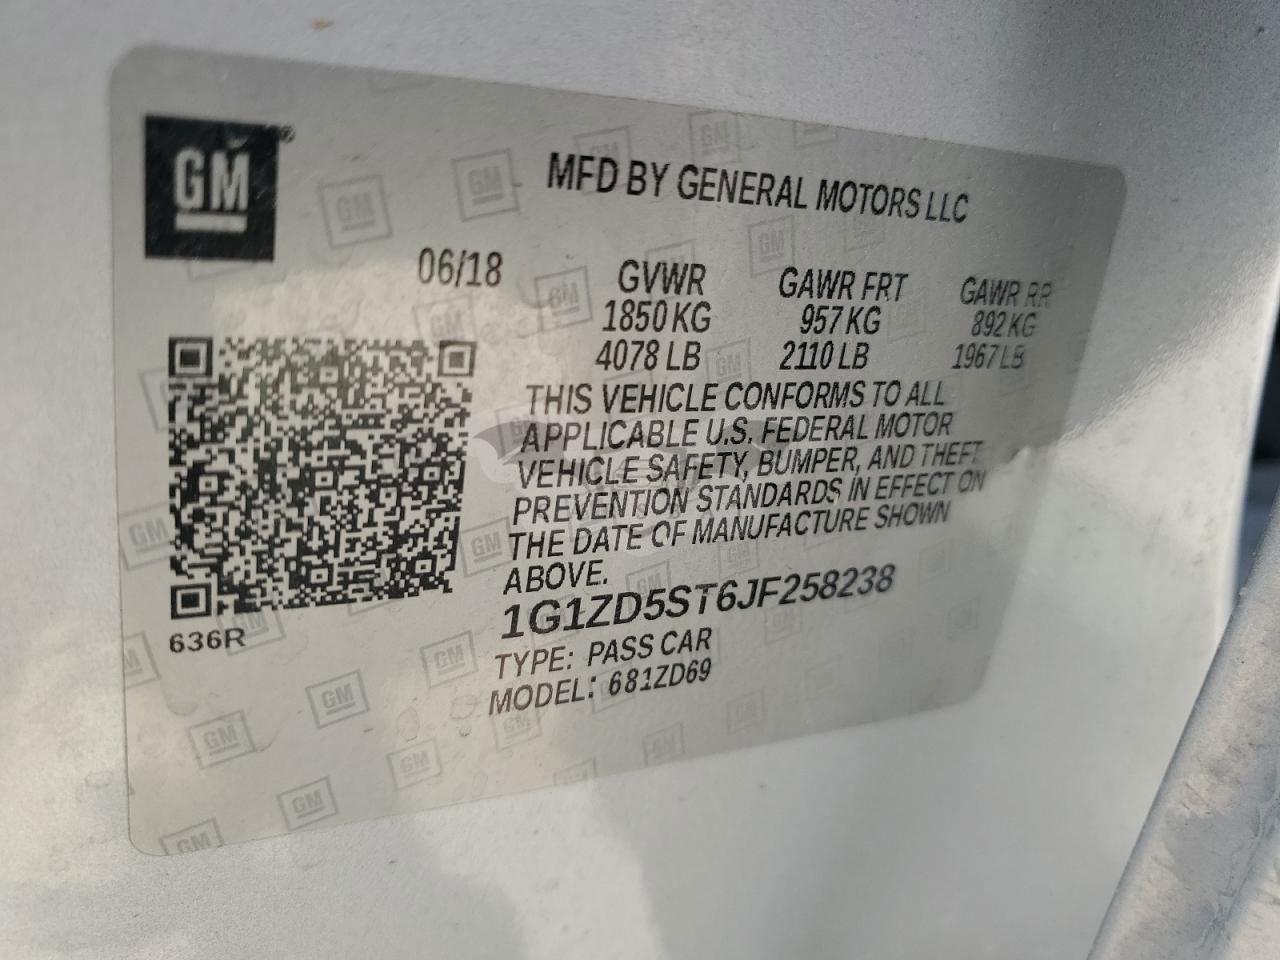 GM
MFD BY GENERAL MOTORS LLC
06/18 GVWR GAWR FRT GAWR RR
1850 KG 957 KG 892 KG
4078 LB 2110 LB 1967 LB
THIS VEHICLE CONFORMS TO ALL
APPLICABLE U.S. FEDERAL MOTOR
VEHICLE SAFETY, BUMPER, AND THEFT
PREVENTION STANDARDS IN EFFECT ON
THE DATE OF MANUFACTURE SHOWN
ABOVE.
1G1ZD5ST6JF258238
636R
TYPE: PASS CAR
MODEL: 681ZD69